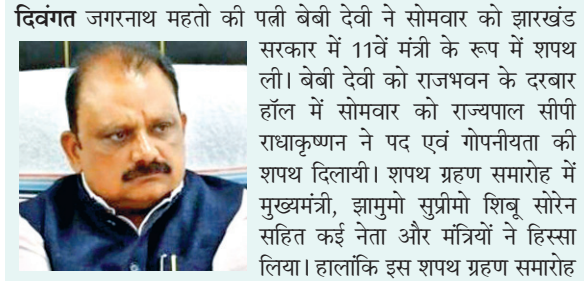 दिवंगत जगरनाथ महतो की पत्नी बेबी देवी ने सोमवार को झारखंड
सरकार में 11वें मंत्री के रूप में शपथ
ली। बेबी देवी को राजभवन के दरबार
हॉल में सोमवार को राज्यपाल सीपी
राधाकृष्णन ने पद एवं गोपनीयता की
शपथ दिलायी। शपथ ग्रहण समारोह में
मुख्यमंत्री, झामुमो सुप्रीमो शिबू सोरेन
सहित कई नेता और मंत्रियों ने हिस्सा
लिया। हालांकि इस शपथ ग्रहण समारोह